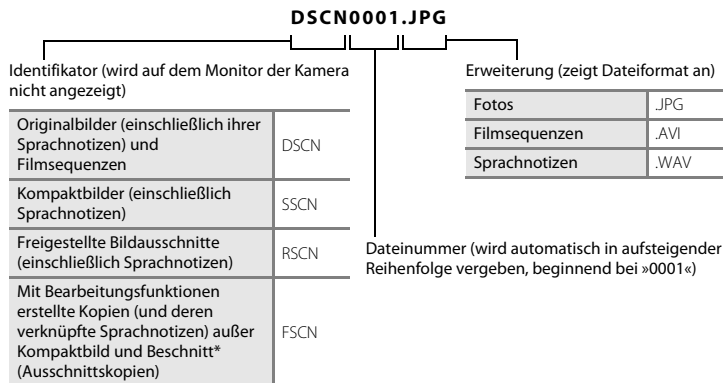 DSCN0001.JPG
Identifikator (wird auf dem Monitor der Kamera
nicht angezeigt)
Originalbilder (einschließlich ihrer
Sprachnotizen) und
Filmsequenzen
DSCN
Kompaktbilder (einschließlich
Sprachnotizen)
SSCN
Freigestellte Bildausschnitte
(einschließlich Sprachnotizen)
RSCN
Mit Bearbeitungsfunktionen
erstellte Kopien (und deren
verknüpfte Sprachnotizen) außer
Kompaktbild und Beschnitt*
(Ausschnittskopien)
FSCN
Erweiterung (zeigt Dateiformat an)
Fotos .JPG
Filmsequenzen .AVI
Sprachnotizen .WAV
Dateinummer (wird automatisch in aufsteigender
Reihenfolge vergeben, beginnend bei »0001«)